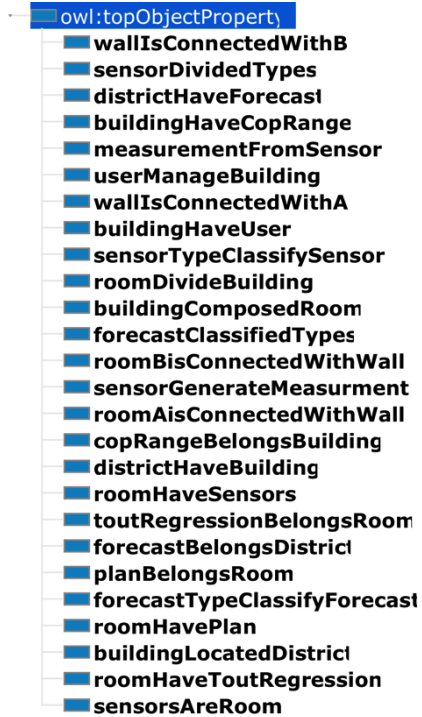 owl:topObjectProperty
wallIsConnectedWithB
sensorDividedTypes
districtHaveForecast
buildingHaveCopRange
measurementFromSensor
userManageBuilding
wallIsConnectedWithA
buildingHaveUser
sensorTypeClassifySensor
roomDivideBuilding
buildingComposedRoom
forecastClassifiedTypes
roomBisConnectedWithWall
sensorGenerateMeasurment
roomAisConnectedWithWall
copRangeBelongsBuilding
districtHaveBuilding
roomHaveSensors
toutRegressionBelongsRoom
forecastBelongsDistrict
planBelongsRoom
forecastTypeClassifyForecast
roomHavePlan
buildingLocatedDistrict
roomHaveToutRegression
sensorsAreRoom